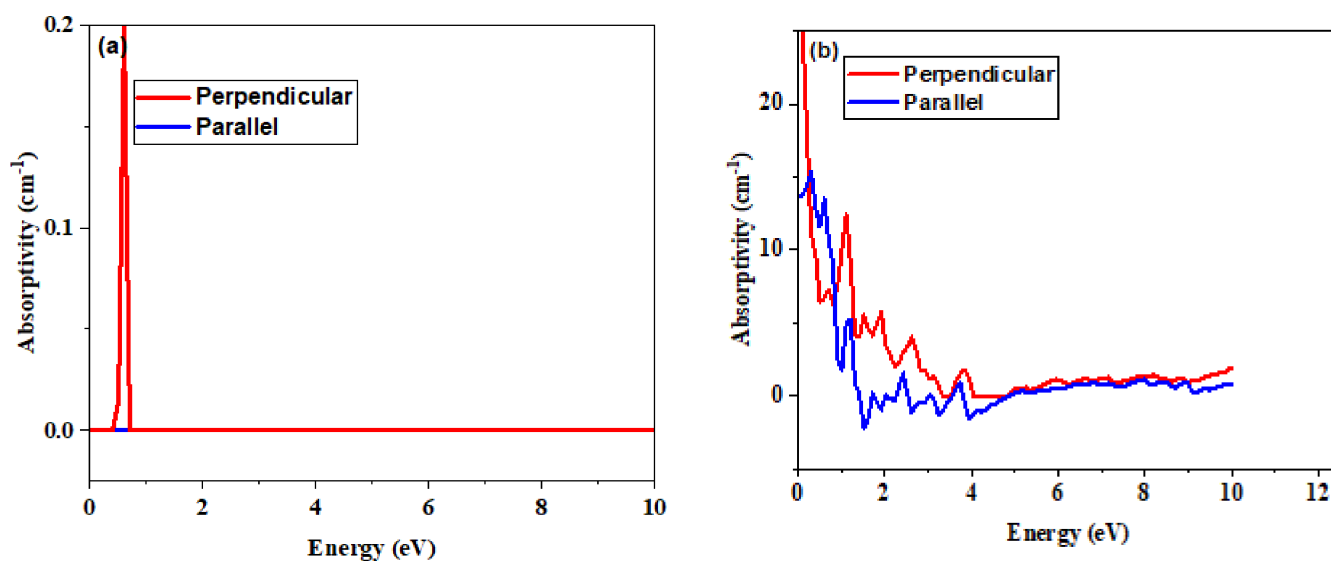 (a)
Perpendicular
Parallel
Absorptivity (cm-1)
0.2
0.1
0.0
0 2 4 6 8 10
Energy (eV)
(b)
Perpendicular
Parallel
Absorptivity (cm-1)
20
10
0
0 2 4 6 8 10 12
Energy (eV)